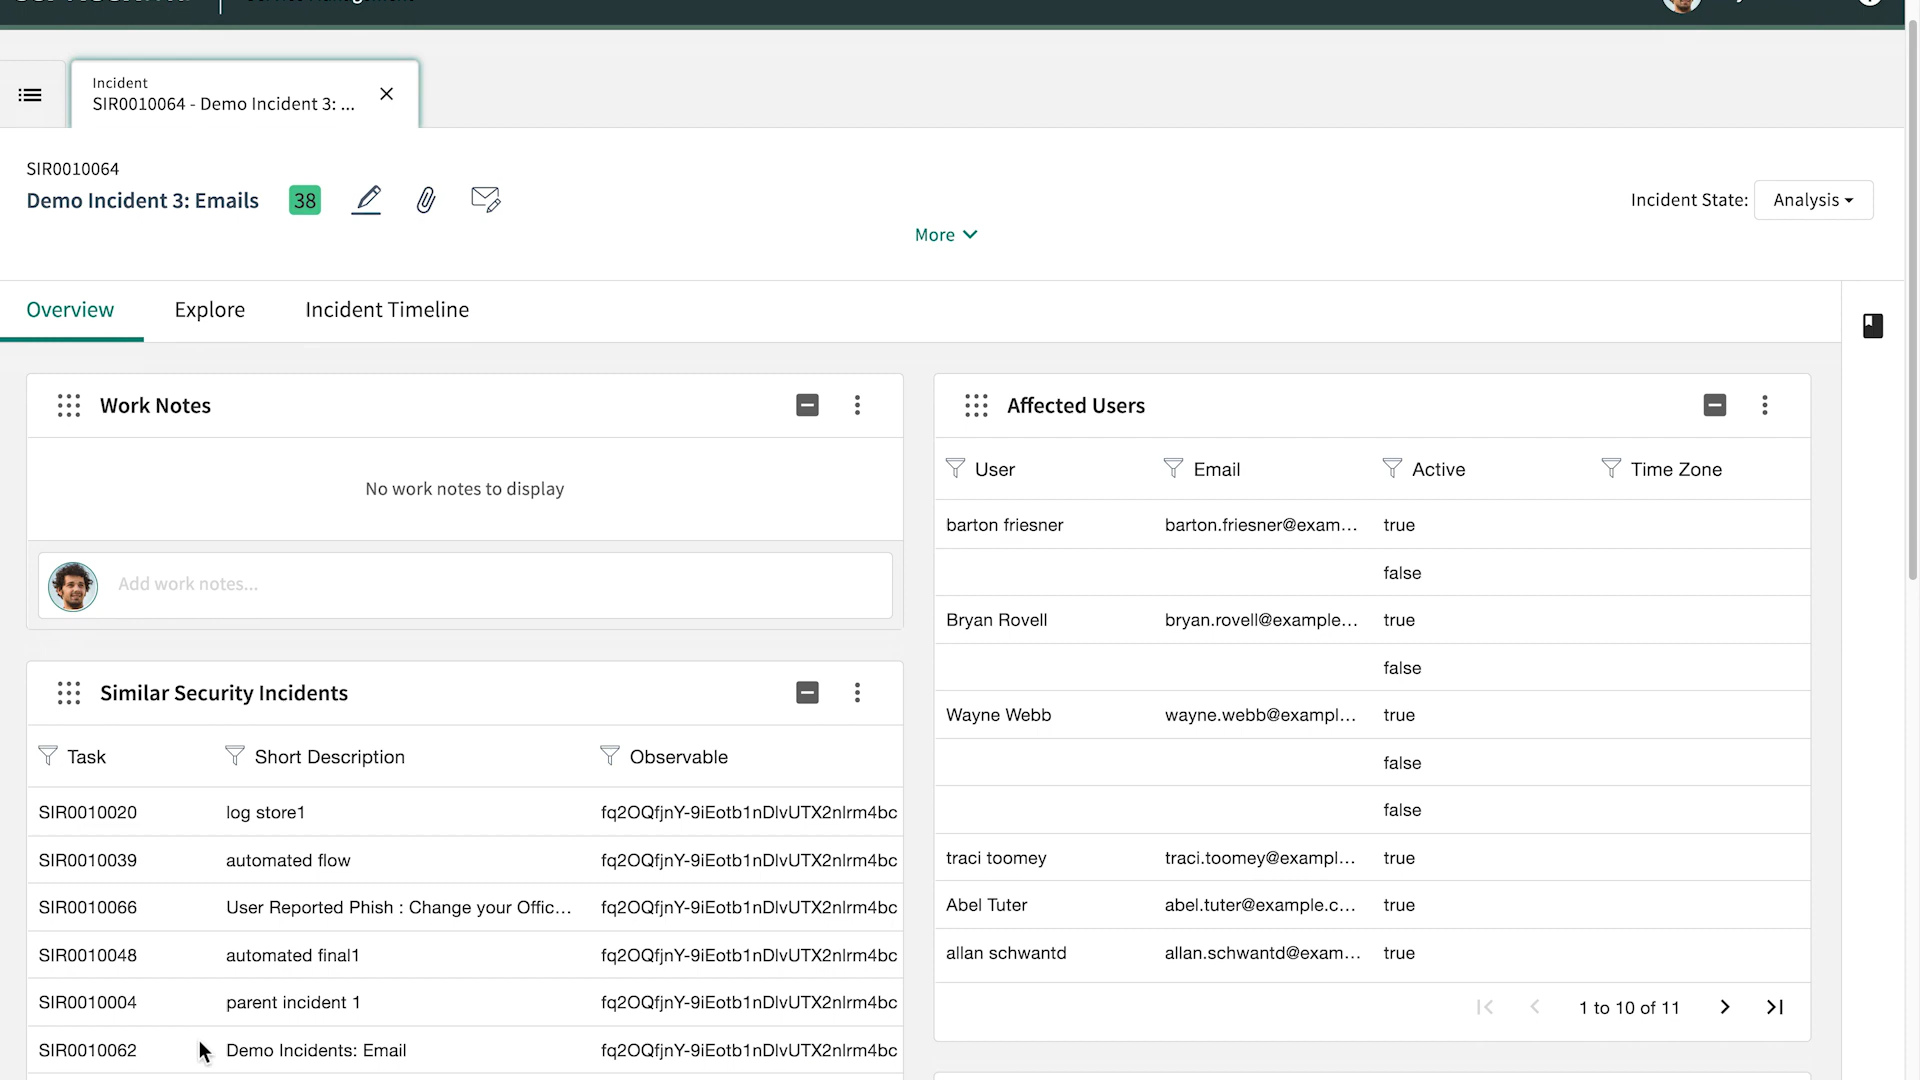 Incident
SIR0010064 - Demo Incident 3: ...
SIR0010064
Demo Incident 3: Emails
38
Incident State:
Analysis
More
Overview
Explore
Incident Timeline
Work Notes
No work notes to display
Add work notes...
Similar Security Incidents
Task Short Description Observable
SIR0010020 log store1 fq2OQfjnY-9iEotb1nDlvUTX2nlrm4bc
SIR0010039 automated flow fq2OQfjnY-9iEotb1nDlvUTX2nlrm4bc
SIR0010066 User Reported Phish : Change your Offic... fq2OQfjnY-9iEotb1nDlvUTX2nlrm4bc
SIR0010048 automated final1 fq2OQfjnY-9iEotb1nDlvUTX2nlrm4bc
SIR0010004 parent incident 1 fq2OQfjnY-9iEotb1nDlvUTX2nlrm4bc
SIR0010062 Demo Incidents: Email fq2OQfjnY-9iEotb1nDlvUTX2nlrm4bc
Affected Users
User Email Active Time Zone
barton friesner barton.friesner@exam... true
false
Bryan Rovell bryan.rovell@example... true
false
Wayne Webb wayne.webb@exampl... true
false
false
traci toomey traci.toomey@exampl... true
Abel Tuter abel.tuter@example.c... true
allan schwantd allan.schwantd@exam... true
1 to 10 of 11